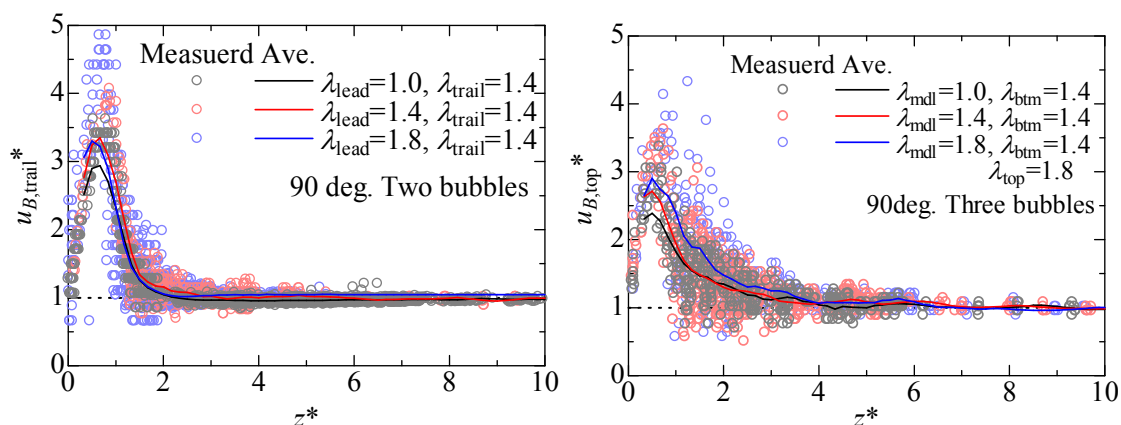 Measuerd Ave.
λlead=1.0, λtrail=1.4
λlead=1.4, λtrail=1.4
λlead=1.8, λtrail=1.4
90 deg. Two bubbles
uB,trail*
5
4
3
2
1
0
0 2 4 6 8 10
z*
Measuerd Ave.
λmdl=1.0, λbtm=1.4
λmdl=1.4, λbtm=1.4
λmdl=1.8, λbtm=1.4
λtop=1.8
90deg. Three bubbles
uB,top*
5
4
3
2
1
0
0 2 4 6 8 10
z*